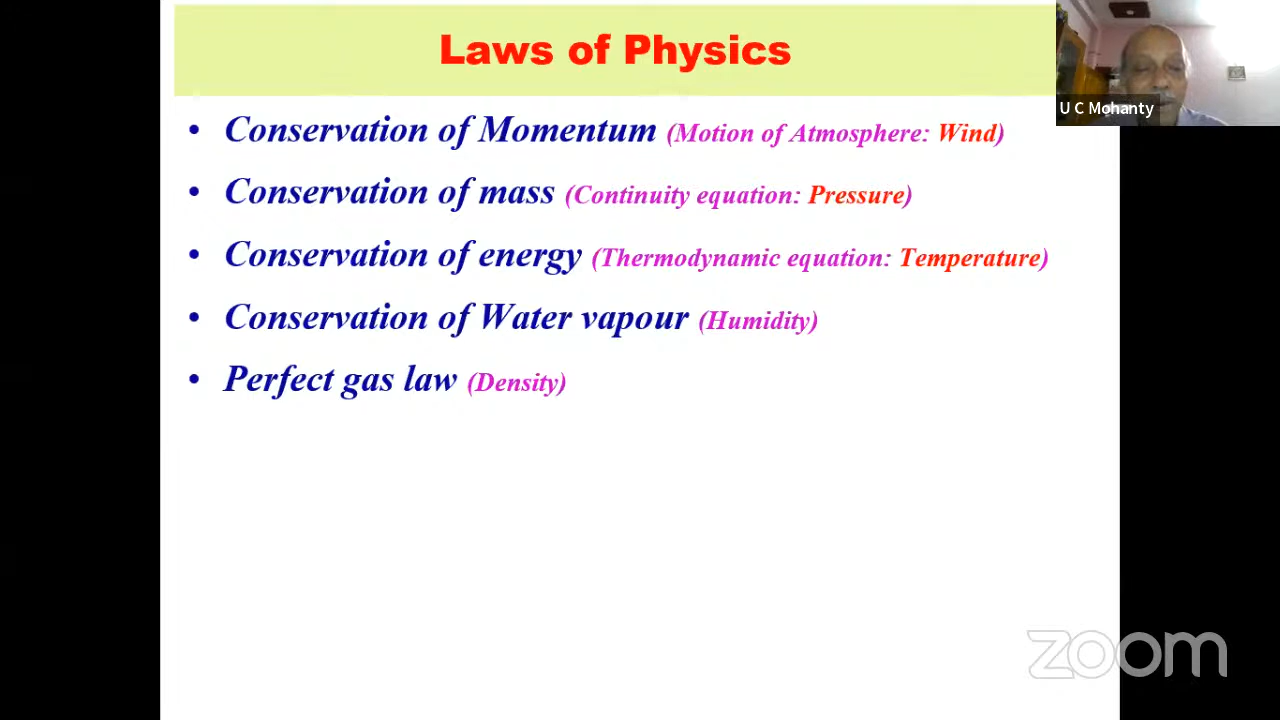 Laws of Physics
U C Mohanty
• Conservation of Momentum (Motion of Atmosphere: Wind)
• Conservation of mass (Continuity equation: Pressure)
• Conservation of energy (Thermodynamic equation: Temperature)
• Conservation of Water vapour (Humidity)
• Perfect gas law (Density)
zoom